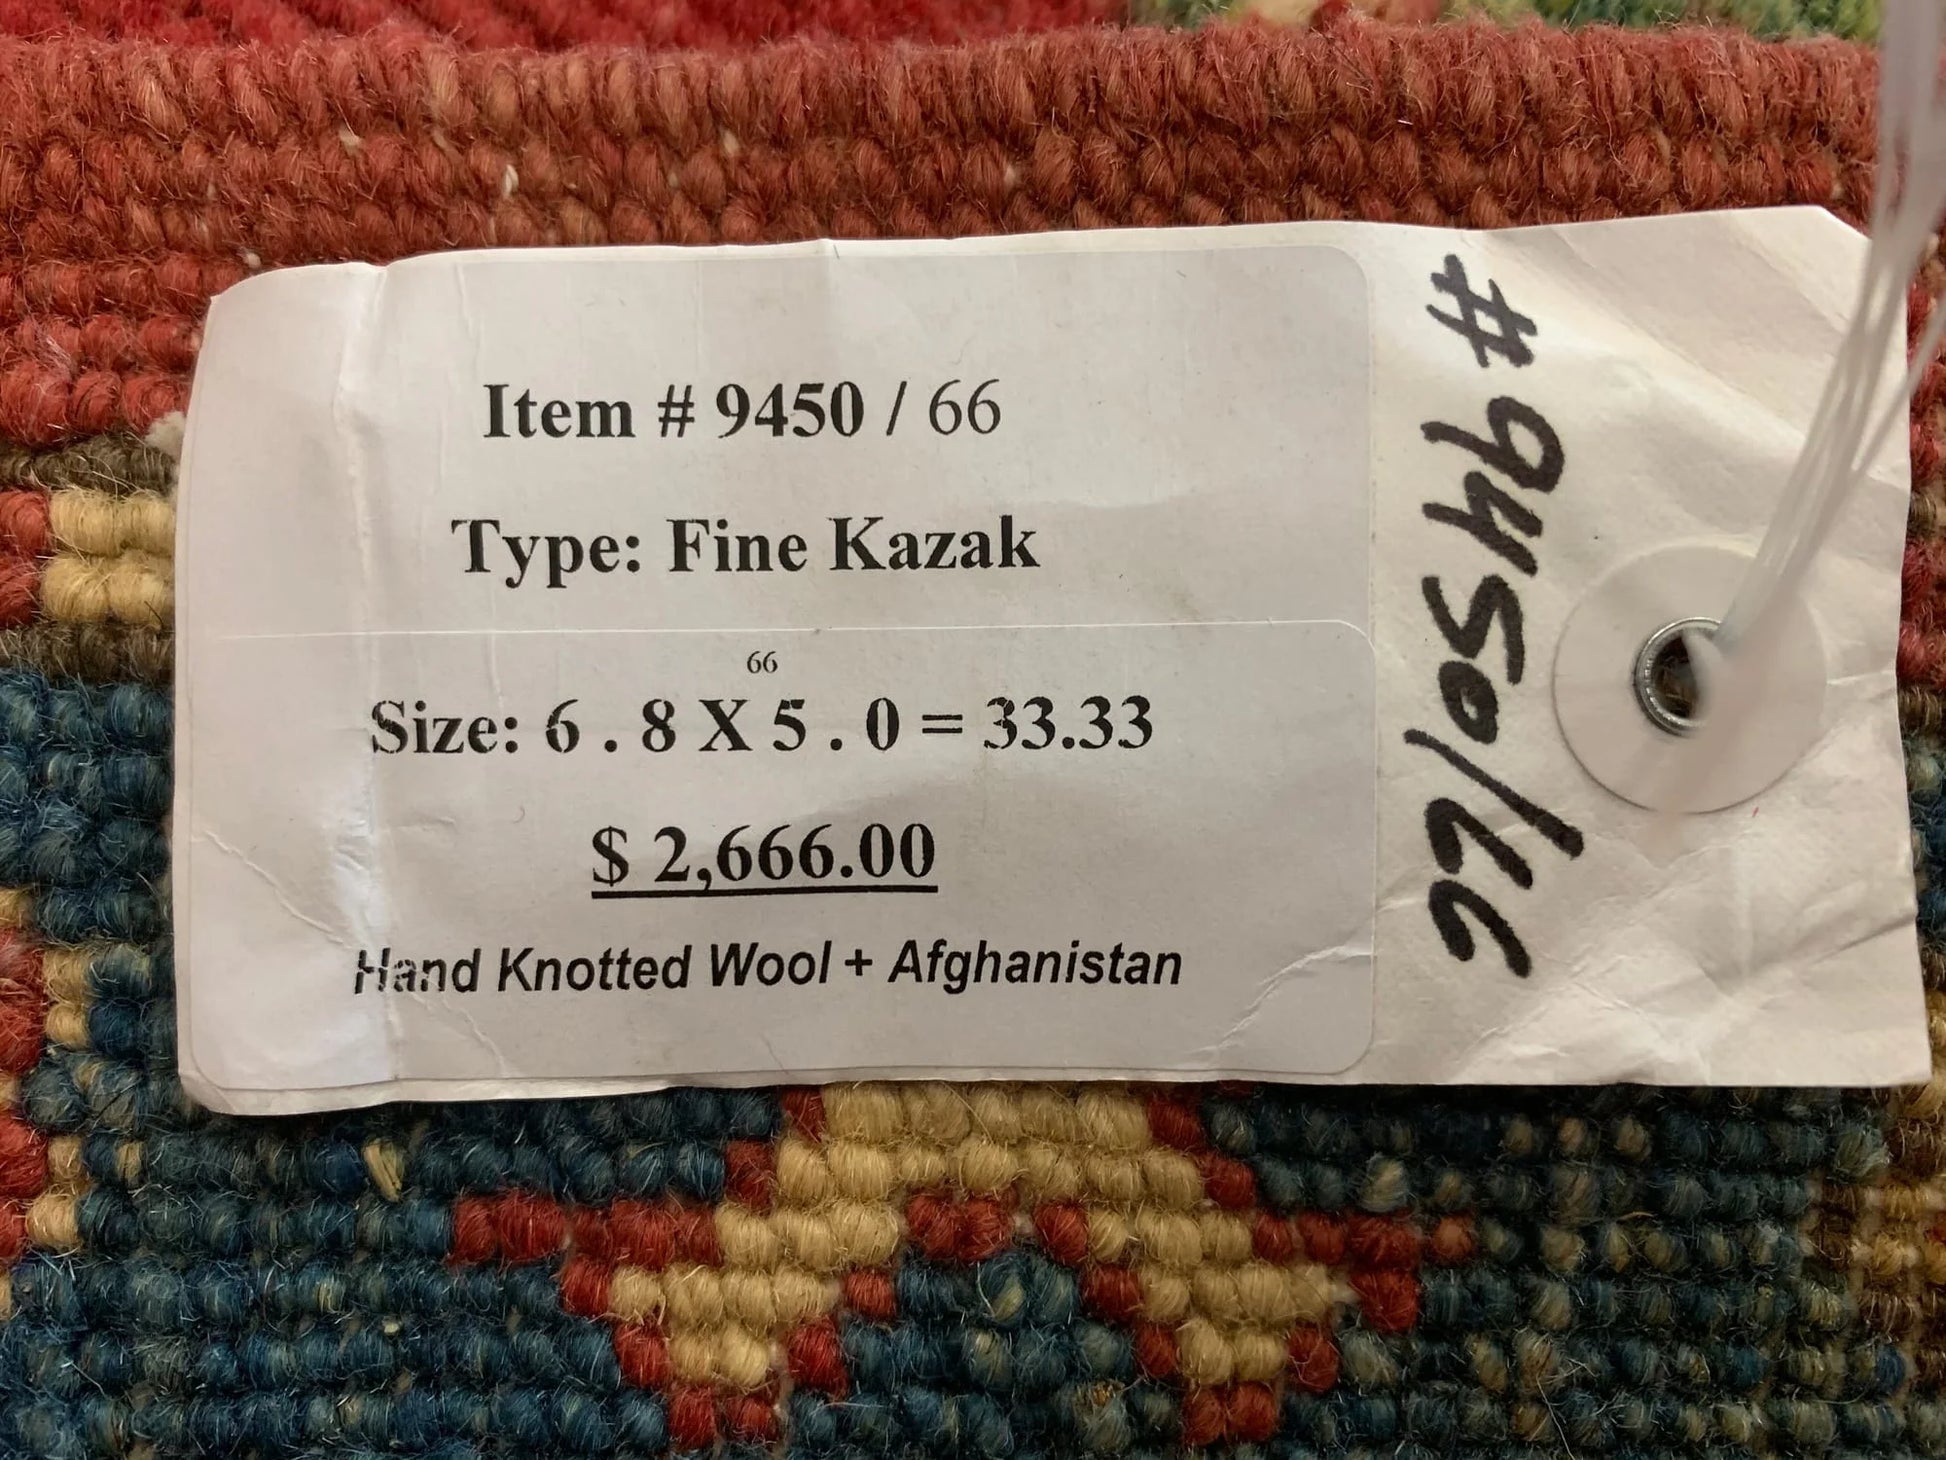 Item # 9450 / 66
Type: Fine Kazak
66
Size: 6 . 8 X 5 . 0 = 33.33
$ 2,666.00
Hand Knotted Wool + Afghanistan
# 9450/66